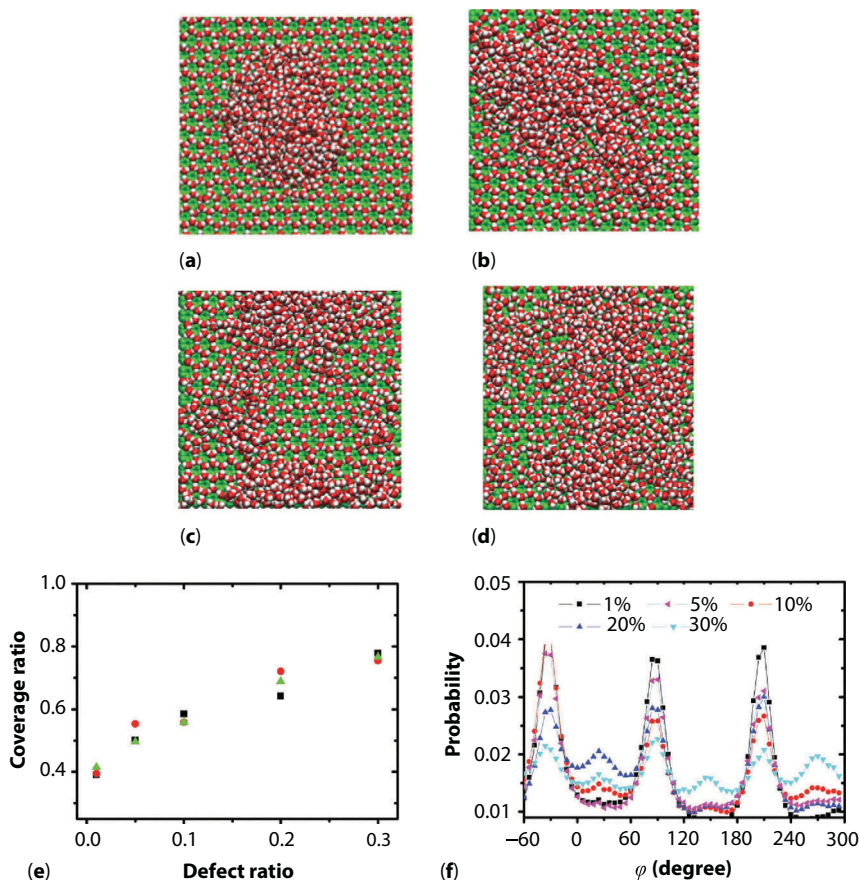 (a)
(b)
(c)
(d)
1.0
0.8
0.6
0.4
Coverage ratio
0.0 0.1 0.2 0.3
(e) Defect ratio
0.05
0.04
0.03
0.02
0.01
Probability
1% 5% 10%
20% 30%
−60 0 60 120 180 240 300
(f) φ (degree)